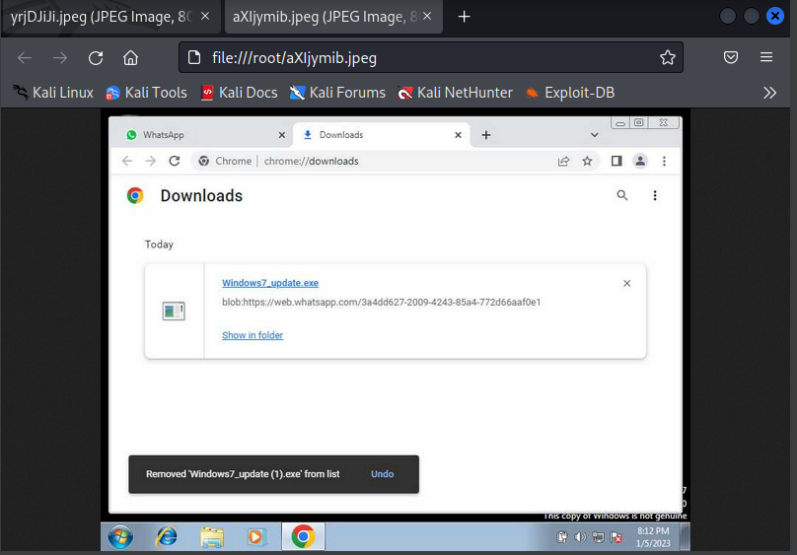 yrjDJiJi.jpeg (JPEG Image, 80
aXIjymib.jpeg (JPEG Image, 8
file:///root/aXIjymib.jpeg
Kali Linux Kali Tools Kali Docs Kali Forums Kali NetHunter Exploit-DB
WhatsApp Downloads
Chrome | chrome://downloads
Downloads
Today
Windows7_update.exe
blob:https://web.whatsapp.com/3a4dd627-2009-4243-85a4-772d66aaf0e1
Show in folder
Removed 'Windows7_update (1).exe' from list Undo
7
0
This copy of Windows is not genuine
8:12 PM
1/5/2023